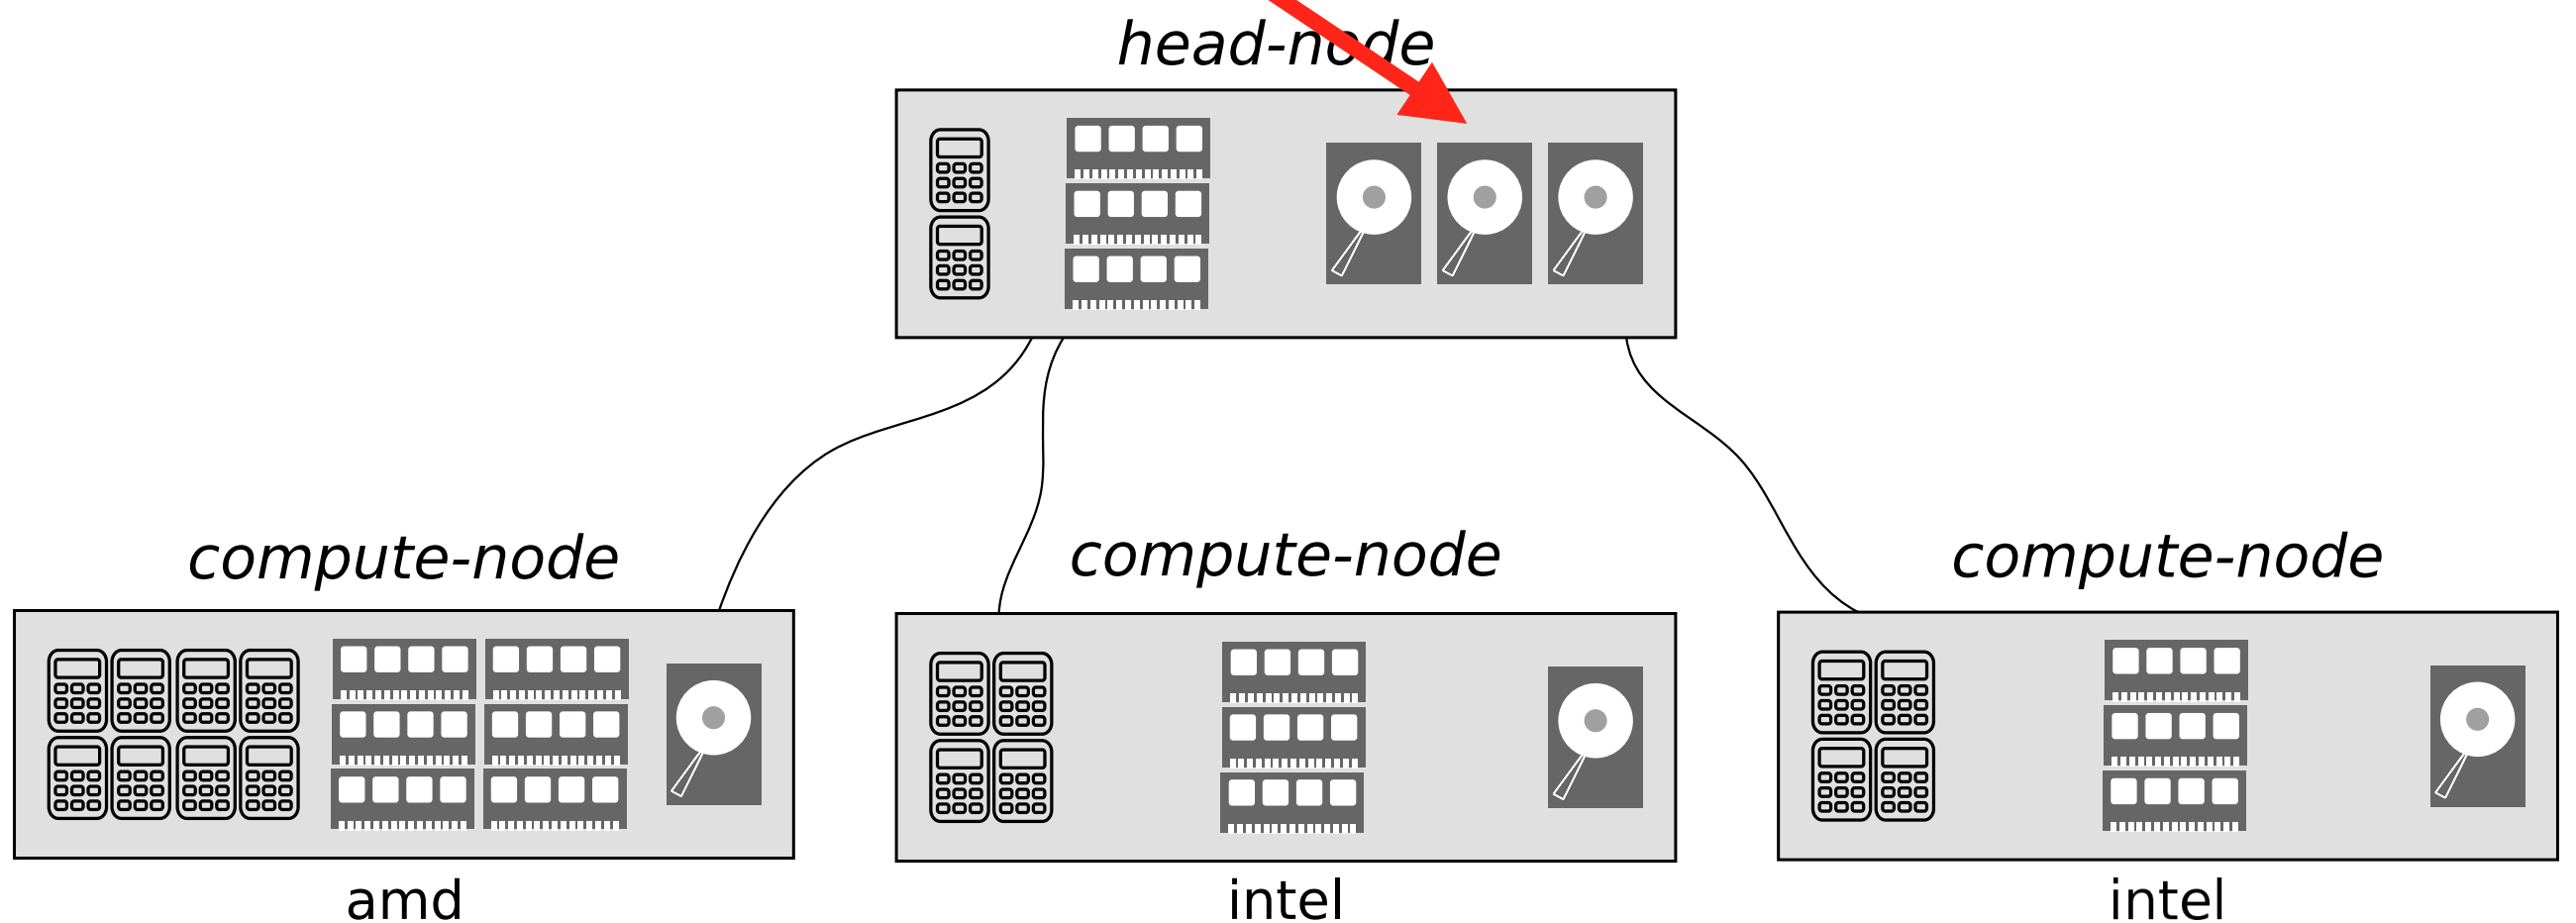 head-node
compute-node
compute-node
compute-node
amd
intel
intel